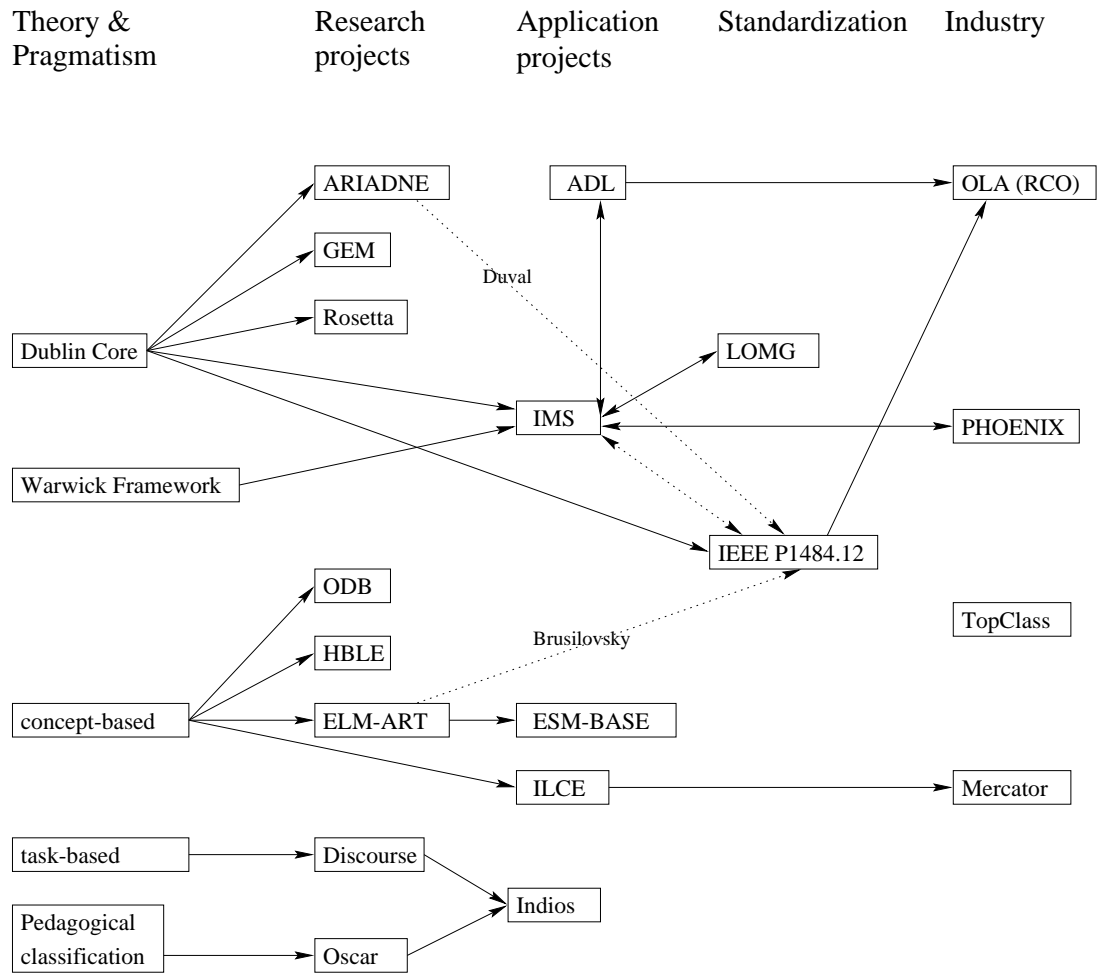 Theory &
Pragmatism
Research
projects
Application
projects
Standardization
Industry
ARIADNE
ADL
OLA (RCO)
GEM
Duval
Rosetta
Dublin Core
LOMG
IMS
PHOENIX
Warwick Framework
IEEE P1484.12
ODB
TopClass
HBLE
Brusilovsky
concept-based
ELM-ART
ESM-BASE
ILCE
Mercator
task-based
Discourse
Indios
Pedagogical
classification
Oscar